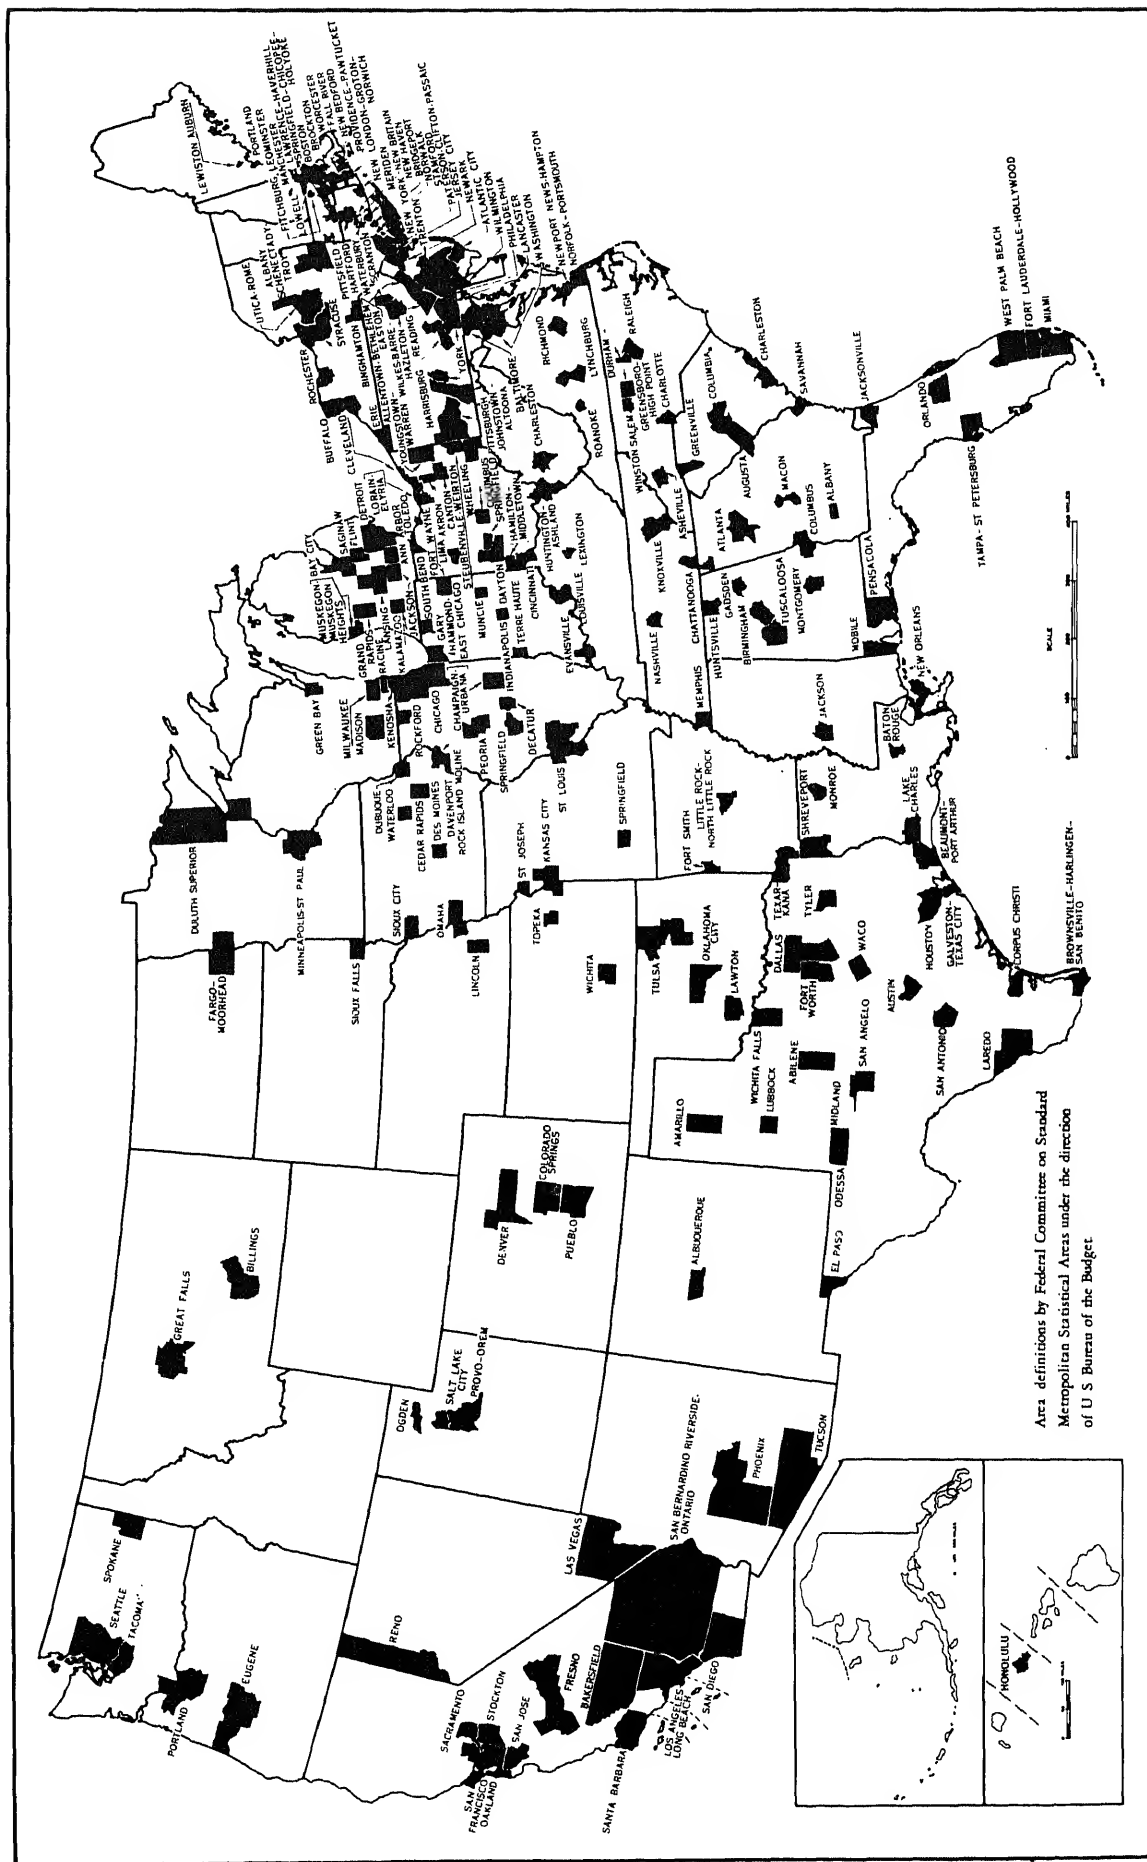 SPOKANE
SEATTLE
TACOMA
PORTLAND
EUGENE
GREAT FALLS
BILLINGS
RENO
SACRAMENTO
STOCKTON
SAN JOSE
SAN
FRANCISCO
OAKLAND
FRESNO
BAKERSFIELD
SANTA BARBARA
LOS ANGELES
LONG BEACH
SAN DIEGO
LAS VEGAS
SAN BERNARDINO RIVERSIDE.
ONTARIO
PHOENIX
TUCSON
OGDEN
SALT LAKE
CITY
PROVO-OREM
DENVER
COLORADO
SPRINGS
PUEBLO
ALBUQUERQUE
EL PASO
FARGO-
MOORHEAD
DULUTH SUPERIOR
MINNEAPOLIS-ST PAUL
SIOUX FALLS
SIOUX CITY
OMAHA
LINCOLN
TOPEKA
WICHITA
ST JOSEPH
KANSAS CITY
SPRINGFIELD
ST LOUIS
DUBUQUE
WATERLOO
CEDAR RAPIDS
DES MOINES
DAVENPORT
ROCK ISLAND MOLINE
TULSA
OKLAHOMA
CITY
LAWTON
FORT SMITH
LITTLE ROCK-
NORTH LITTLE ROCK
AMARILLO
WICHITA FALLS
LUBBOCK
ABILENE
MIDLAND
ODESSA
SAN ANGELO
DALLAS
FORT
WORTH
TEXAR-
KANA
TYLER
WACO
AUSTIN
SAN ANTONIO
LAREDO
HOUSTON
GALVESTON-
TEXAS CITY
CORPUS CHRISTI
BROWNSVILLE-HARLINGEN-
SAN BENITO
BEAUMONT-
PORT ARTHUR
LAKE
CHARLES
SHREVEPORT
MONROE
BATON
ROUGE
NEW ORLEANS
JACKSON
MEMPHIS
GREEN BAY
MILWAUKEE
MADISON
KENOSHA
RACINE
ROCKFORD
CHICAGO
CHAMPAIGN-
URBANA
PEORIA
SPRINGFIELD
DECATUR
MUSKEGON
MUSKEGON
HEIGHTS
GRAND
RAPIDS
LANSING
KALAMAZOO
JACKSON
BAY CITY
SAGINAW
FLINT
DETROIT
ANN ARBOR
TOLEDO
LORAIN-
ELYRIA
CLEVELAND
SOUTH BEND
GARY
HAMMOND-
EAST CHICAGO
FORT WAYNE
MUNCIE
INDIANAPOLIS
TERRE HAUTE
EVANSVILLE
LIMA
AKRON
CANTON
STEUBENVILLE-WEIRTON
WHEELING
COLUMBUS
SPRINGFIELD
DAYTON
HAMILTON-
MIDDLETOWN
CINCINNATI
LOUISVILLE
LEXINGTON
HUNTINGTON-
ASHLAND
CHARLESTON
YOUNGSTOWN-
WARREN
ERIE
PITTSBURGH
JOHNSTOWN
ALTOONA
BUFFALO
ROCHESTER
SYRACUSE
UTICA-ROME
ALBANY
SCHENECTADY
TROY
BINGHAMTON
ALLENTOWN-BETHLEHEM
EASTON
WILKES-BARRE-
HAZLETON
SCRANTON
HARRISBURG
READING
YORK
BALTIMORE
LEWISTON AUBURN
PORTLAND
FITCHBURG LEOMINSTER
MANCHESTER
LOWELL
LAWRENCE-HAVERHILL
SPRINGFIELD-CHICOPEE-
HOLYOKE
BOSTON
BROCKTON
WORCESTER
FALL RIVER
NEW BEDFORD
PROVIDENCE-PAWTUCKET
NEW LONDON-GROTON-
NORWICH
PITTSFIELD
HARTFORD
WATERBURY
MERIDEN
NEW BRITAIN
NEW HAVEN
BRIDGEPORT
NORWALK
STAMFORD
NEW YORK
PATERSON-CLIFTON-PASSAIC
JERSEY CITY
NEWARK
TRENTON
ATLANTIC CITY
WILMINGTON
PHILADELPHIA
LANCASTER
WASHINGTON
NEWPORT NEWS-HAMPTON
NORFOLK-PORTSMOUTH
RICHMOND
LYNCHBURG
ROANOKE
DURHAM
RALEIGH
WINSTON SALEM
GREENSBORO-
HIGH POINT
CHARLOTTE
ASHEVILLE
GREENVILLE
COLUMBIA
CHARLESTON
NASHVILLE
KNOXVILLE
CHATTANOOGA
HUNTSVILLE
GADSDEN
BIRMINGHAM
TUSCALOOSA
MONTGOMERY
MOBILE
PENSACOLA
ATLANTA
AUGUSTA
MACON
COLUMBUS
ALBANY
SAVANNAH
JACKSONVILLE
ORLANDO
TAMPA-ST PETERSBURG
WEST PALM BEACH
FORT LAUDERDALE-HOLLYWOOD
MIAMI
SCALE
HONOLULU
Area definitions by Federal Committee on Standard
Metropolitan Statistical Areas under the direction
of U S Bureau of the Budget